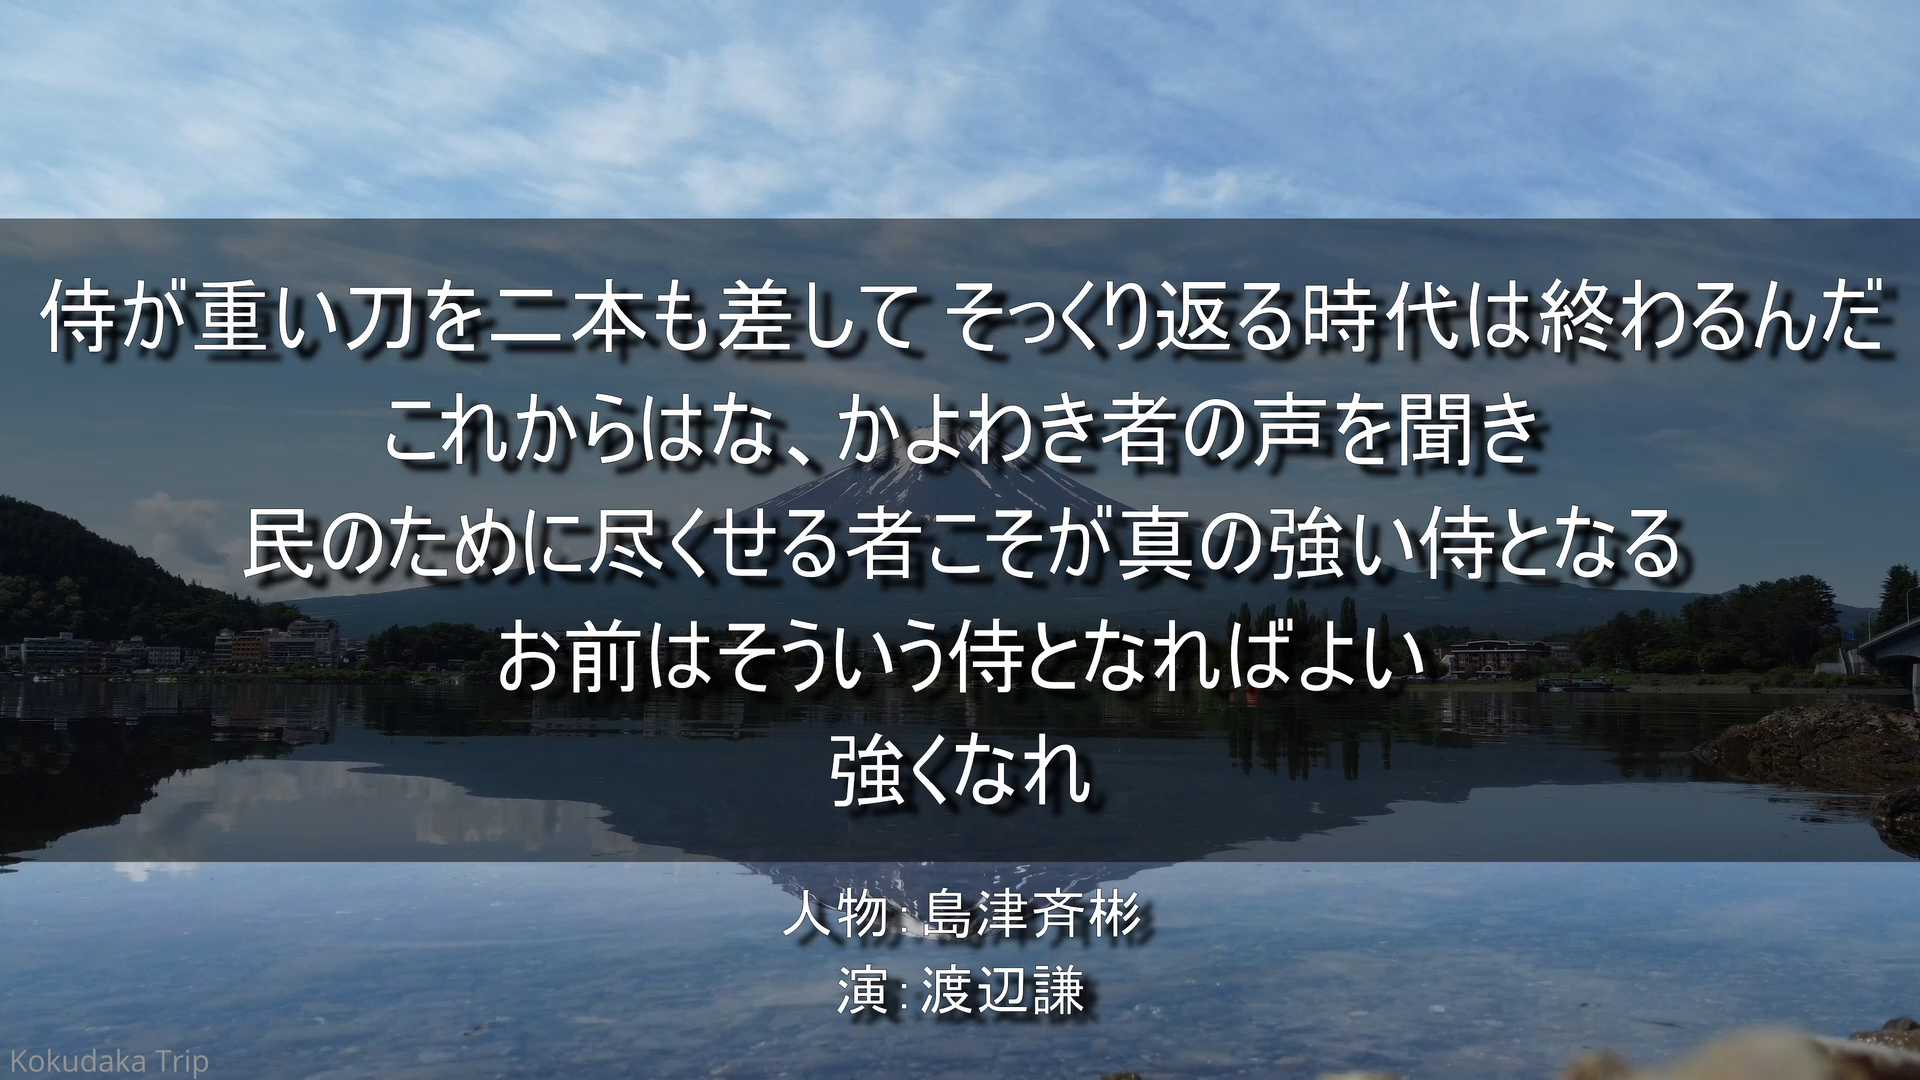 侍が重い刀を二本も差して そっくり返る時代は終わるんだ
これからはな、かよわき者の声を聞き
民のために尽くせる者こそが真の強い侍となる
お前はそういう侍となればよい
強くなれ
人物：島津斉彬
演：渡辺謙
Kokudaka Trip